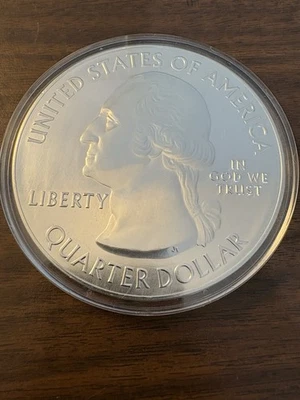 UNITED STATES OF AMERICA
LIBERTY
IN
GOD WE
TRUST
QUARTER DOLLAR